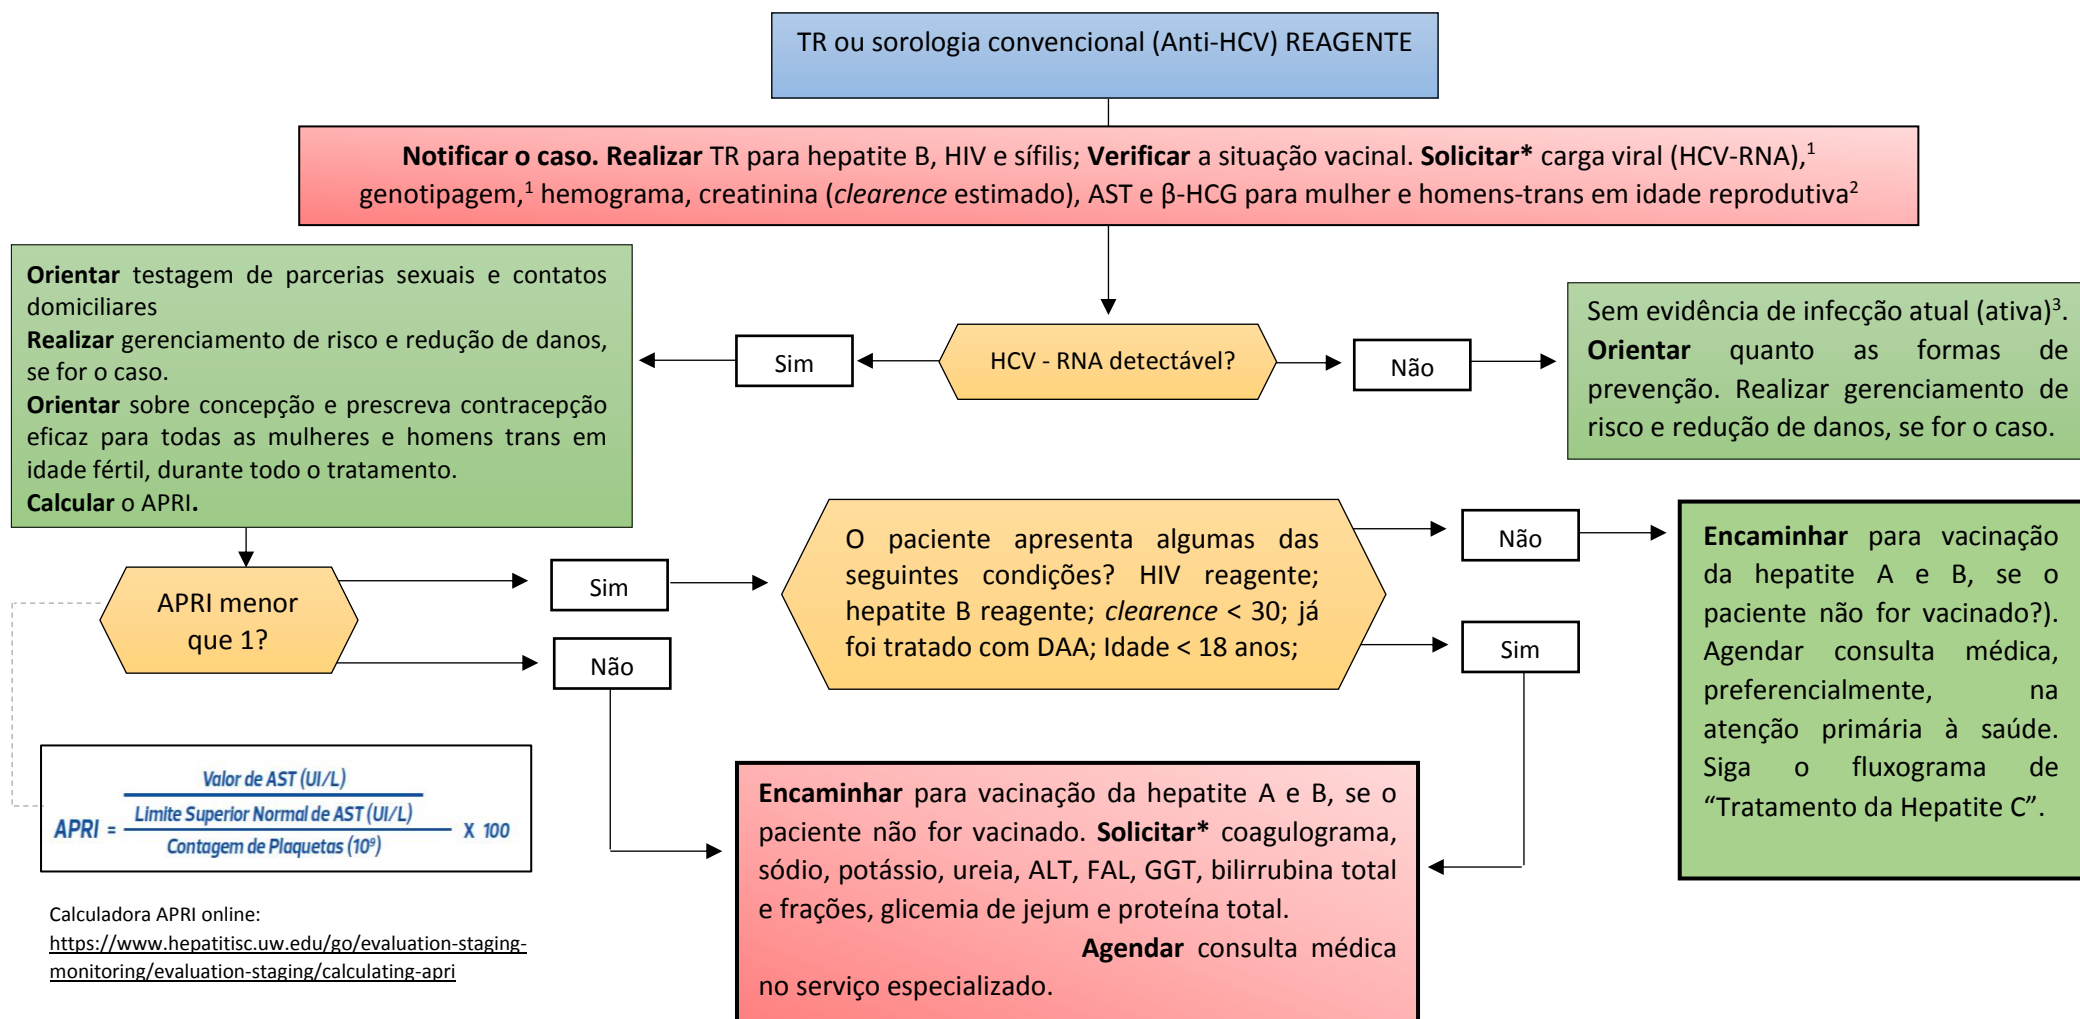 TR ou sorologia convencional (Anti-HCV) REAGENTE
Notificar o caso. Realizar TR para hepatite B, HIV e sífilis; Verificar a situação vacinal. Solicitar* carga viral (HCV-RNA),¹
genotipagem,¹ hemograma, creatinina (clearence estimado), AST e β-HCG para mulher e homens-trans em idade reprodutiva²
Orientar testagem de parcerias sexuais e contatos
domiciliares
Realizar gerenciamento de risco e redução de danos,
se for o caso.
Orientar sobre concepção e prescreva contracepção
eficaz para todas as mulheres e homens trans em
idade fértil, durante todo o tratamento.
Calcular o APRI.
Sim
HCV - RNA detectável?
Não
Sem evidência de infecção atual (ativa)³.
Orientar quanto as formas de
prevenção. Realizar gerenciamento de
risco e redução de danos, se for o caso.
APRI menor
que 1?
Sim
Não
O paciente apresenta algumas das
seguintes condições? HIV reagente;
hepatite B reagente; clearence < 30; já
foi tratado com DAA; Idade < 18 anos;
Não
Sim
Encaminhar para vacinação
da hepatite A e B, se o
paciente não for vacinado?).
Agendar consulta médica,
preferencialmente, na
atenção primária à saúde.
Siga o fluxograma de
“Tratamento da Hepatite C”.
Valor de AST (UI/L)
Limite Superior Normal de AST (UI/L)
APRI = X 100
Contagem de Plaquetas (10⁹)
Encaminhar para vacinação da hepatite A e B, se o
paciente não for vacinado. Solicitar* coagulograma,
sódio, potássio, ureia, ALT, FAL, GGT, bilirrubina total
e frações, glicemia de jejum e proteína total.
Agendar consulta médica
no serviço especializado.
Calculadora APRI online:
https://www.hepatitisc.uw.edu/go/evaluation-staging-
monitoring/evaluation-staging/calculating-apri